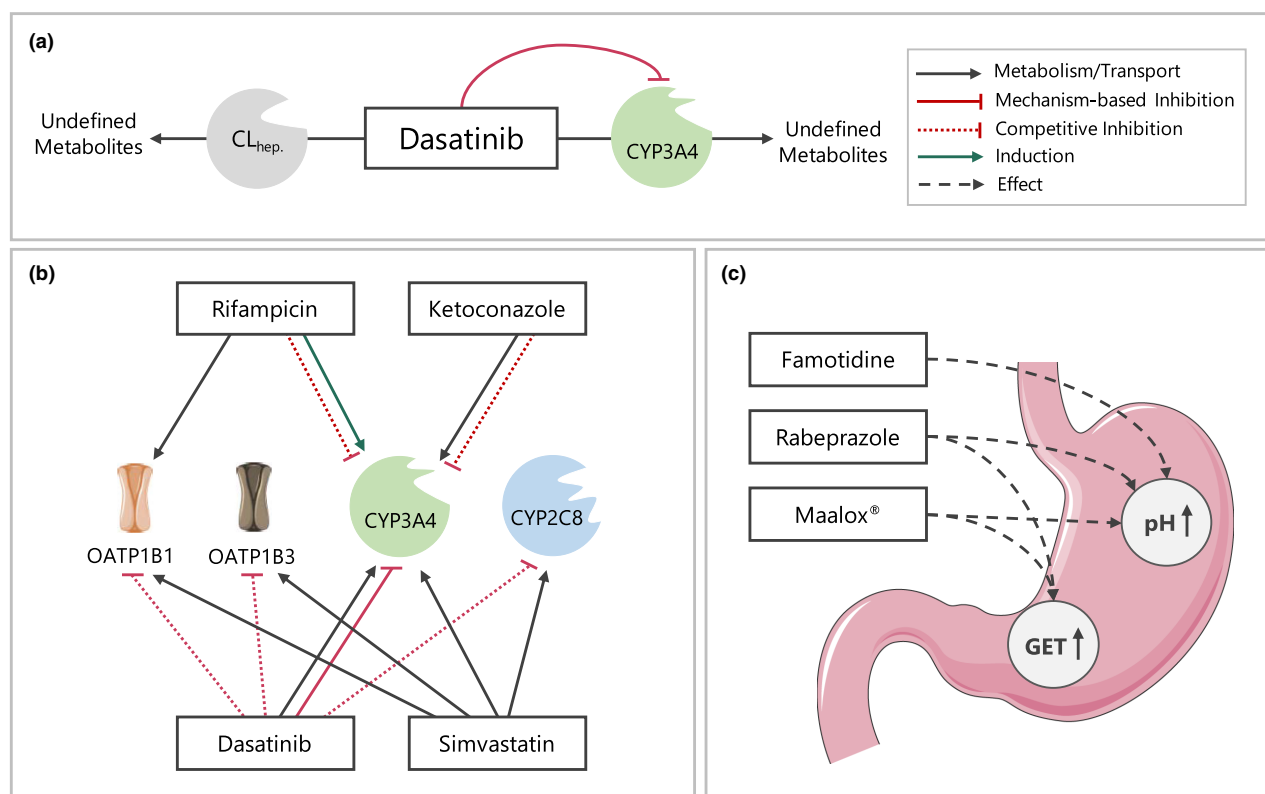 (a)
Undefined
Metabolites
CLhep.
Dasatinib
CYP3A4
Undefined
Metabolites
Metabolism/Transport
Mechanism-based Inhibition
Competitive Inhibition
Induction
Effect
(b)
Rifampicin
Ketoconazole
OATP1B1
OATP1B3
CYP3A4
CYP2C8
Dasatinib
Simvastatin
(c)
Famotidine
Rabeprazole
Maalox®
pH ↑
GET ↑